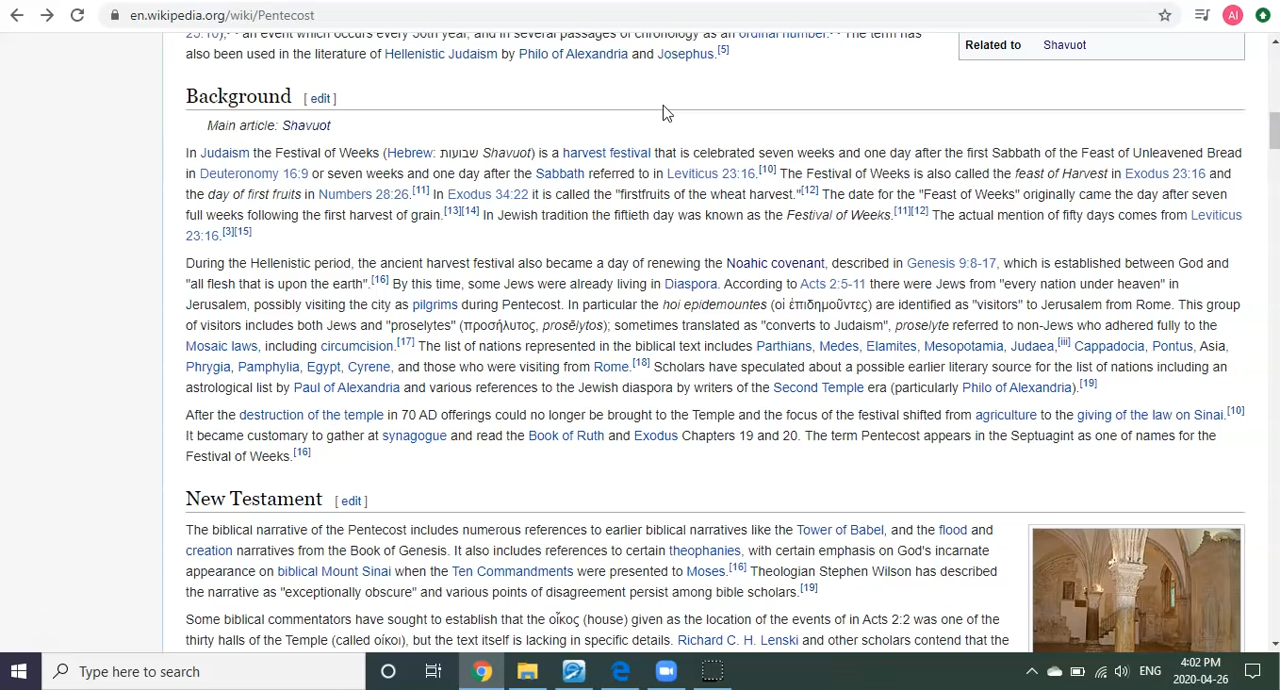 en.wikipedia.org/wiki/Pentecost
AI
25:10), an event which occurs every 50th year, and in several passages of chronology as an ordinal number. The term has
also been used in the literature of Hellenistic Judaism by Philo of Alexandria and Josephus.[5]
Related to Shavuot
Background [ edit ]
Main article: Shavuot
In Judaism the Festival of Weeks (Hebrew: שבועות Shavuot) is a harvest festival that is celebrated seven weeks and one day after the first Sabbath of the Feast of Unleavened Bread
in Deuteronomy 16:9 or seven weeks and one day after the Sabbath referred to in Leviticus 23:16.[10] The Festival of Weeks is also called the feast of Harvest in Exodus 23:16 and
the day of first fruits in Numbers 28:26.[11] In Exodus 34:22 it is called the "firstfruits of the wheat harvest."[12] The date for the "Feast of Weeks" originally came the day after seven
full weeks following the first harvest of grain.[13][14] In Jewish tradition the fiftieth day was known as the Festival of Weeks.[11][12] The actual mention of fifty days comes from Leviticus
23:16.[3][15]
During the Hellenistic period, the ancient harvest festival also became a day of renewing the Noahic covenant, described in Genesis 9:8-17, which is established between God and
"all flesh that is upon the earth".[16] By this time, some Jews were already living in Diaspora. According to Acts 2:5-11 there were Jews from "every nation under heaven" in
Jerusalem, possibly visiting the city as pilgrims during Pentecost. In particular the hoi epidemountes (οἱ ἐπιδημοῦντες) are identified as "visitors" to Jerusalem from Rome. This group
of visitors includes both Jews and "proselytes" (προσήλυτος, prosēlytos); sometimes translated as "converts to Judaism", proselyte referred to non-Jews who adhered fully to the
Mosaic laws, including circumcision.[17] The list of nations represented in the biblical text includes Parthians, Medes, Elamites, Mesopotamia, Judaea,[iii] Cappadocia, Pontus, Asia,
Phrygia, Pamphylia, Egypt, Cyrene, and those who were visiting from Rome.[18] Scholars have speculated about a possible earlier literary source for the list of nations including an
astrological list by Paul of Alexandria and various references to the Jewish diaspora by writers of the Second Temple era (particularly Philo of Alexandria).[19]
After the destruction of the temple in 70 AD offerings could no longer be brought to the Temple and the focus of the festival shifted from agriculture to the giving of the law on Sinai.[10]
It became customary to gather at synagogue and read the Book of Ruth and Exodus Chapters 19 and 20. The term Pentecost appears in the Septuagint as one of names for the
Festival of Weeks.[16]
New Testament [ edit ]
The biblical narrative of the Pentecost includes numerous references to earlier biblical narratives like the Tower of Babel, and the flood and
creation narratives from the Book of Genesis. It also includes references to certain theophanies, with certain emphasis on God's incarnate
appearance on biblical Mount Sinai when the Ten Commandments were presented to Moses.[16] Theologian Stephen Wilson has described
the narrative as "exceptionally obscure" and various points of disagreement persist among bible scholars.[19]
Some biblical commentators have sought to establish that the οἶκος (house) given as the location of the events of in Acts 2:2 was one of the
thirty halls of the Temple (called οίκοι), but the text itself is lacking in specific details. Richard C. H. Lenski and other scholars contend that the
Type here to search
ENG
4:02 PM
2020-04-26